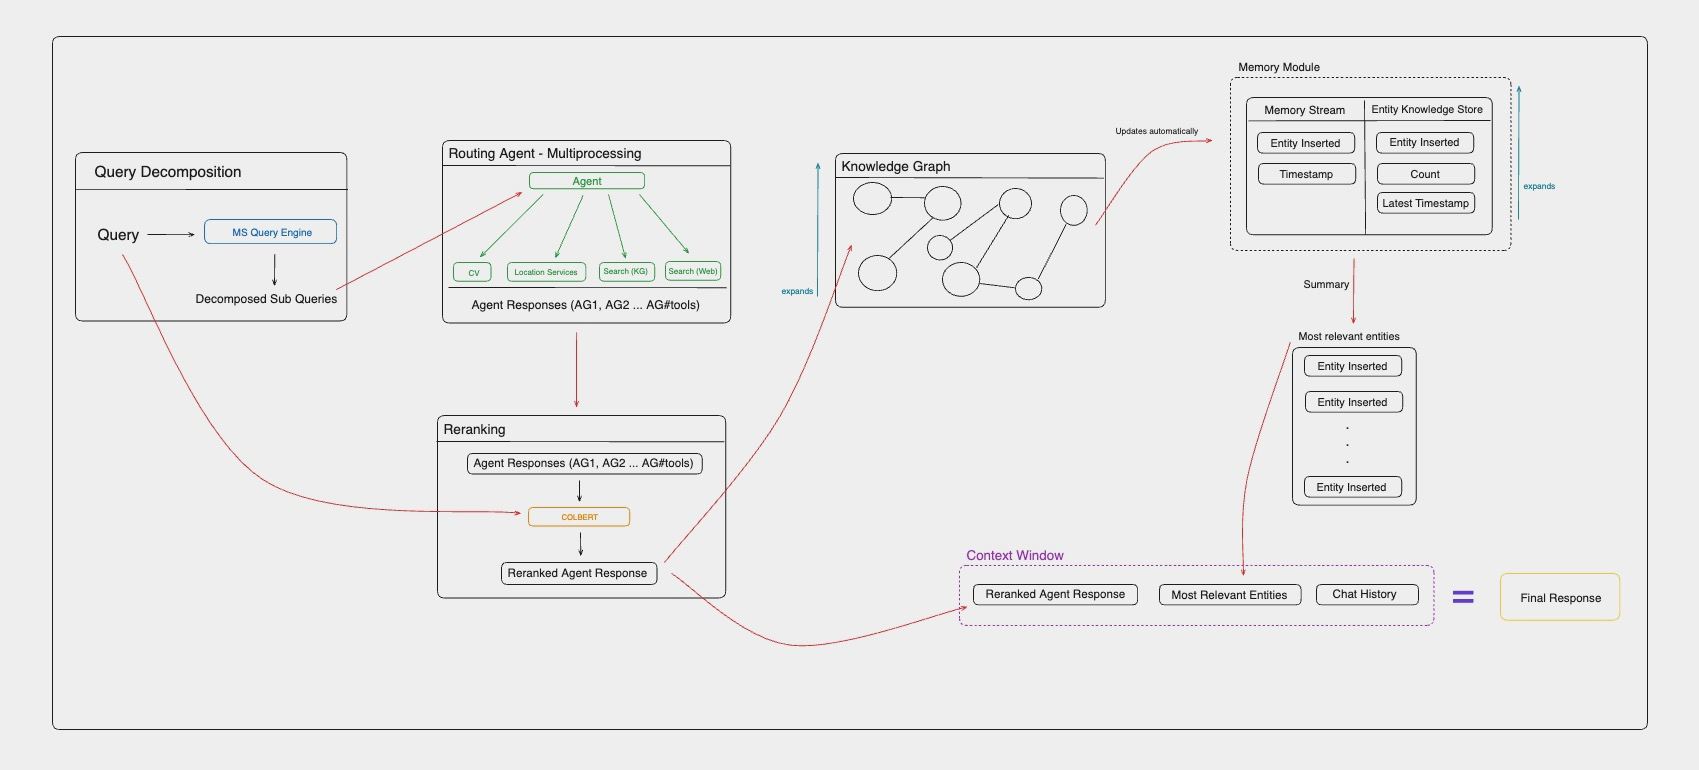 Query Decomposition
Query
MS Query Engine
Decomposed Sub Queries
Routing Agent - Multiprocessing
Agent
CV
Location Services
Search (KG)
Search (Web)
Agent Responses (AG1, AG2 ... AG#tools)
Reranking
Agent Responses (AG1, AG2 ... AG#tools)
COLBERT
Reranked Agent Response
expands
Knowledge Graph
Updates automatically
Memory Module
Memory Stream
Entity Knowledge Store
Entity Inserted
Entity Inserted
Timestamp
Count
Latest Timestamp
expands
Summary
Most relevant entities
Entity Inserted
Entity Inserted
.
.
.
Entity Inserted
Context Window
Reranked Agent Response
Most Relevant Entities
Chat History
=
Final Response